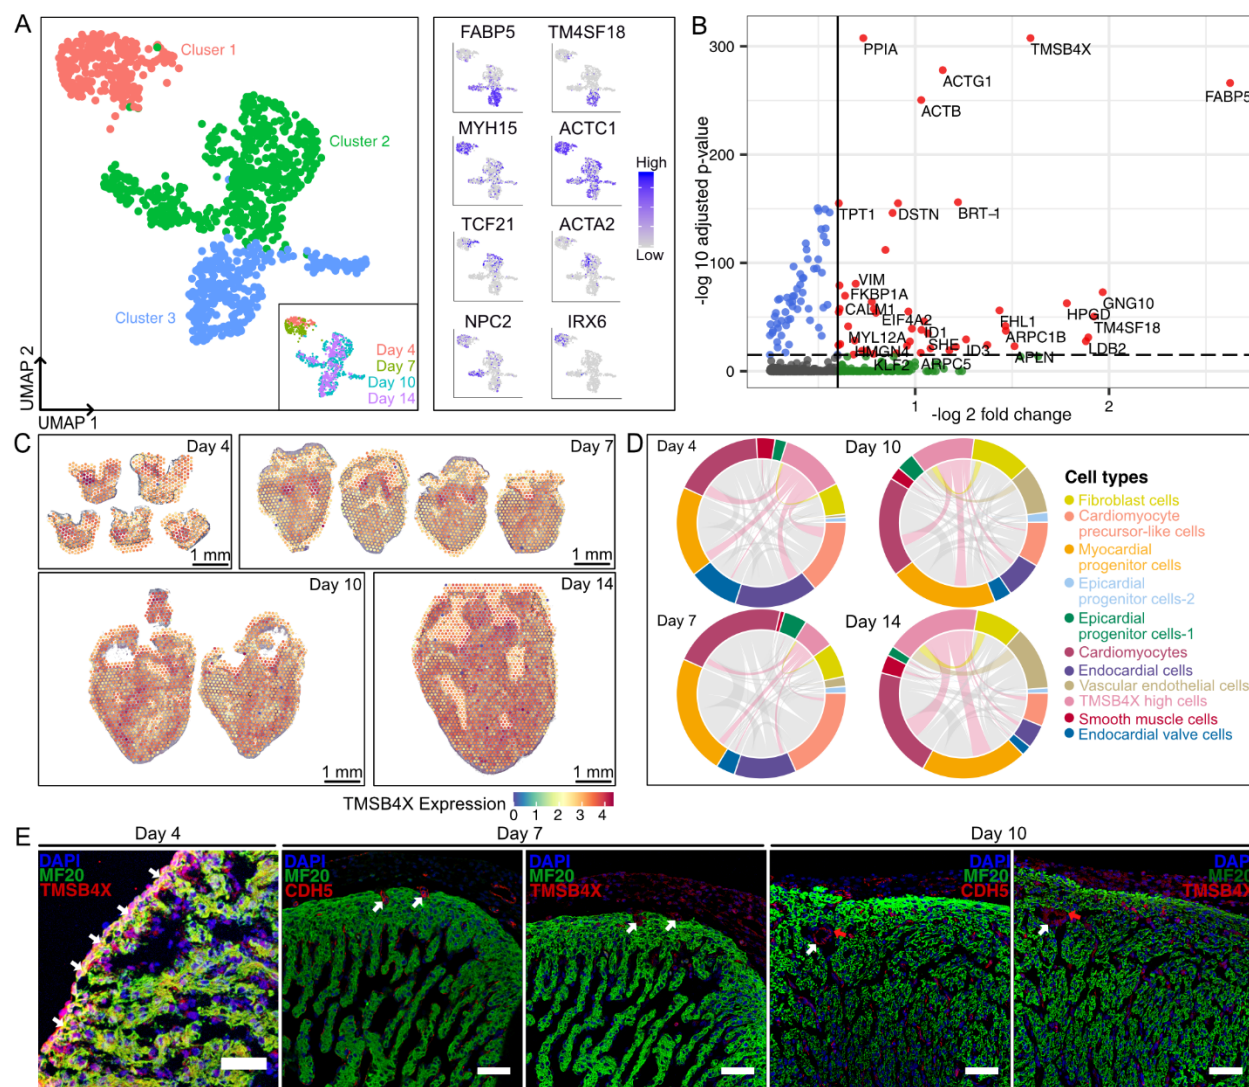 A
Cluser 1
Cluster 2
Cluster 3
Day 4
Day 7
Day 10
Day 14
UMAP 2
UMAP 1
FABP5
TM4SF18
MYH15
ACTC1
TCF21
ACTA2
NPC2
IRX6
High
Low
B
-log 10 adjusted p-value
300
200
100
0
PPIA
TMSB4X
ACTG1
FABP5
ACTB
TPT1
DSTN
BRT-1
VIM
FKBP1A
CALM1
EIF4A2
GNG10
HPGD
FHL1
TM4SF18
MYL12A
ID1
ARPC1B
HMGN4
SHE
ID3
LDB2
KLF2
ARPC5
APLN
1
2
-log 2 fold change
C
Day 4
1 mm
Day 7
1 mm
Day 10
1 mm
Day 14
1 mm
TMSB4X Expression
0 1 2 3 4
D
Day 4
Day 10
Day 7
Day 14
Cell types
Fibroblast cells
Cardiomyocyte
precursor-like cells
Myocardial
progenitor cells
Epicardial
progenitor cells-2
Epicardial
progenitor cells-1
Cardiomyocytes
Endocardial cells
Vascular endothelial cells
TMSB4X high cells
Smooth muscle cells
Endocardial valve cells
E
Day 4
Day 7
Day 10
DAPI
MF20
TMSB4X
DAPI
MF20
CDH5
DAPI
MF20
TMSB4X
DAPI
MF20
CDH5
DAPI
MF20
TMSB4X